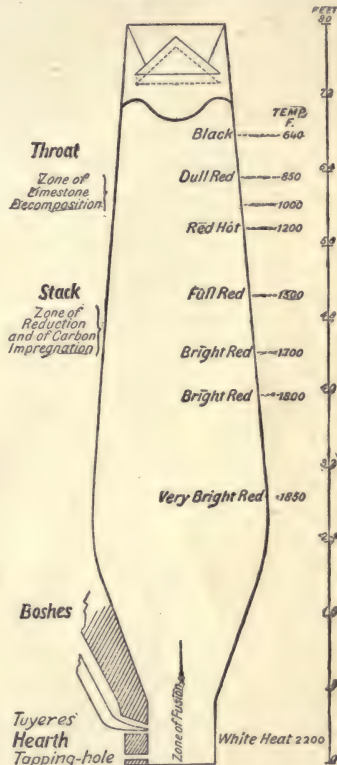 FEET
80
TEMP.
F.
Black 640
Throat
Dull Red 850
Zone of
Limestone
Decomposition
1000
Red Hot 1200
Stack
Full Red 1500
Zone of
Reduction
and of Carbon
Impregnation
Bright Red 1700
Bright Red 1800
Very Bright Red 1850
Boshes
Zone of Fusion
Tuyeres
Hearth
White Heat 2200
Tapping-hole